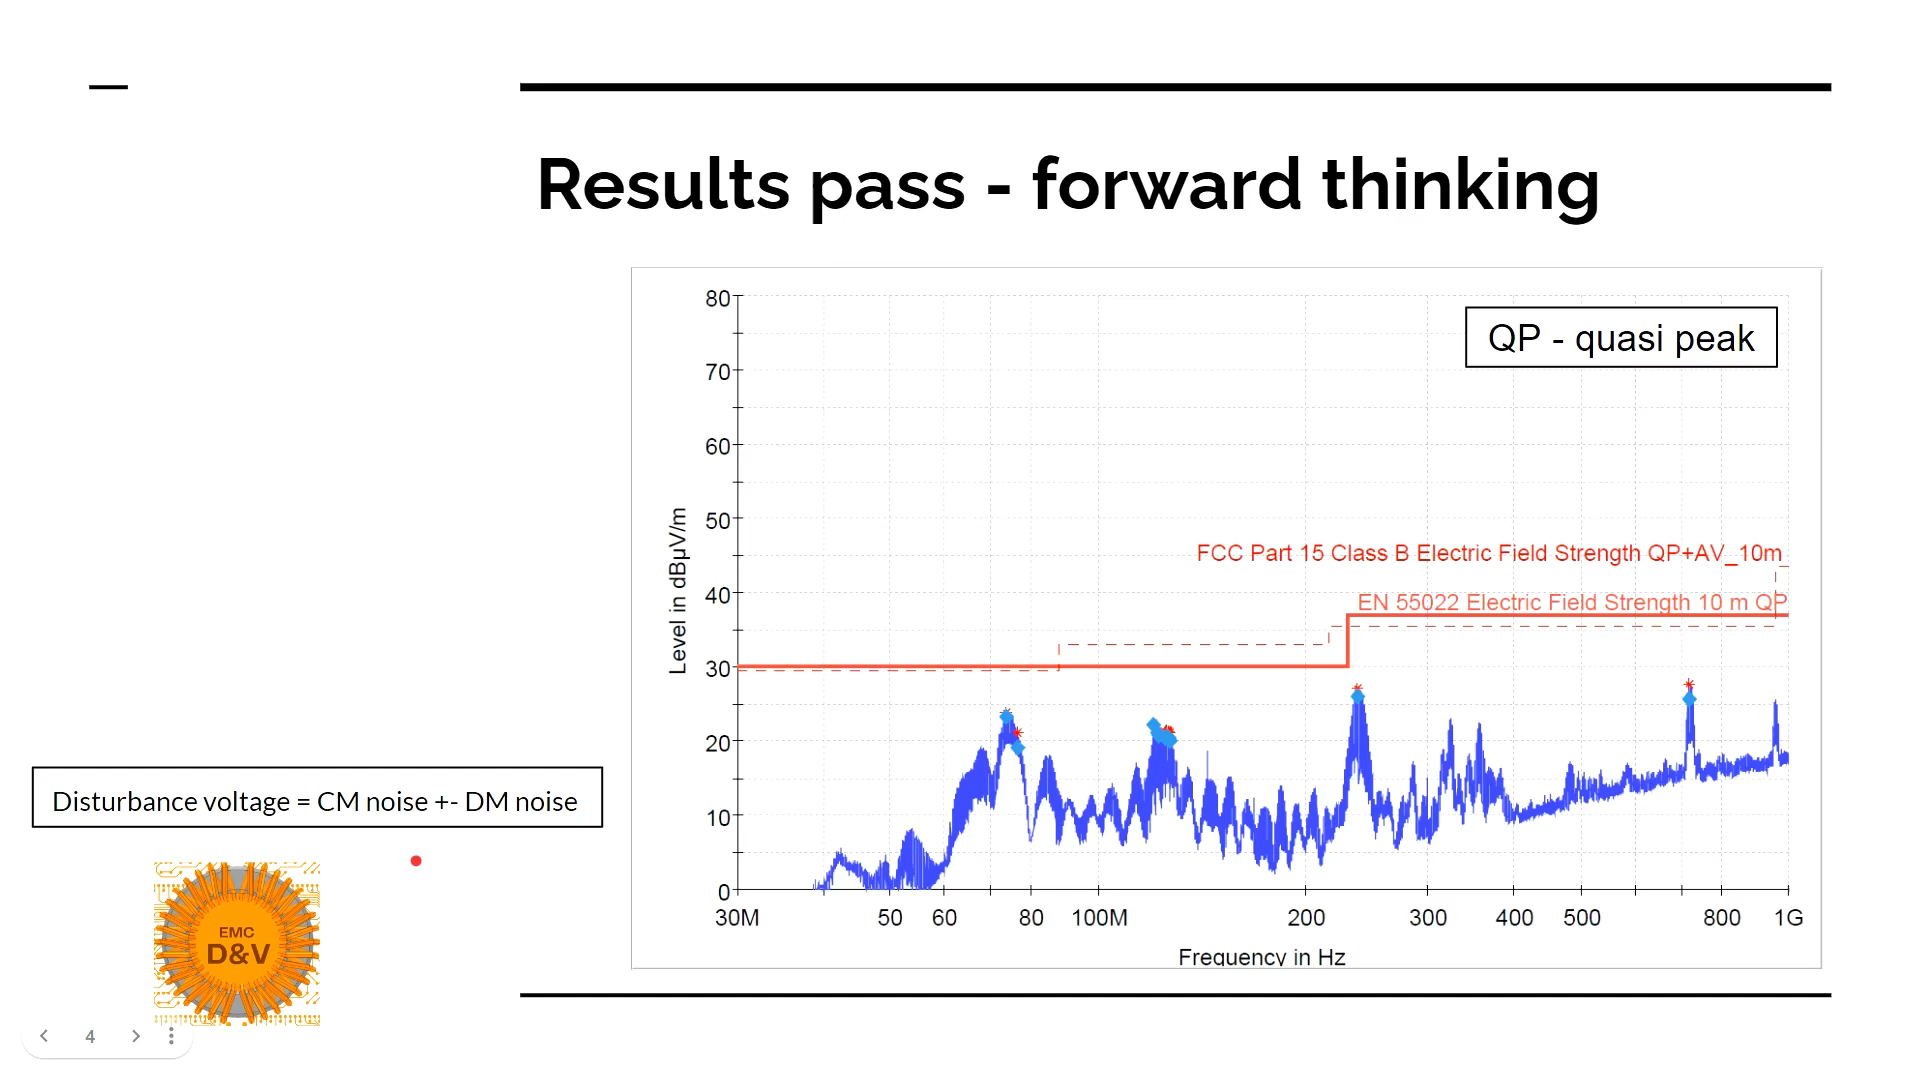 Results pass - forward thinking
QP - quasi peak
80
70
60
50
40
30
20
10
0
Level in dBµV/m
FCC Part 15 Class B Electric Field Strength QP+AV_10m
EN 55022 Electric Field Strength 10 m QP
30M 50 60 80 100M 200 300 400 500 800 1G
Frequency in Hz
Disturbance voltage = CM noise +- DM noise
EMC
D&V
4